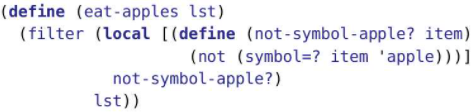 (define (eat-apples lst)
  (filter (local [(define (not-symbol-apple? item)
                    (not (symbol=? item 'apple)))]
            not-symbol-apple?)
          lst))